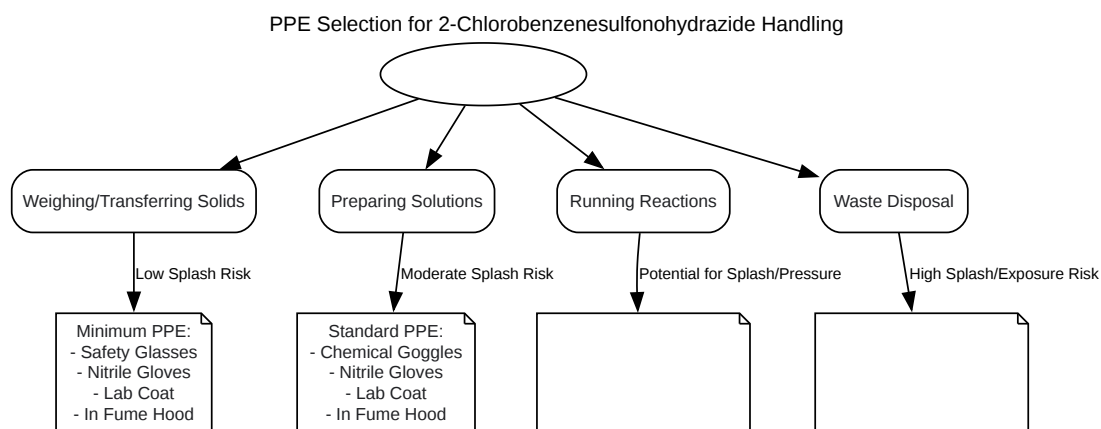 PPE Selection for 2-Chlorobenzenesulfonohydrazide Handling
Weighing/Transferring Solids
Preparing Solutions
Running Reactions
Waste Disposal
Low Splash Risk
Moderate Splash Risk
Potential for Splash/Pressure
High Splash/Exposure Risk
Minimum PPE:
- Safety Glasses
- Nitrile Gloves
- Lab Coat
- In Fume Hood
Standard PPE:
- Chemical Goggles
- Nitrile Gloves
- Lab Coat
- In Fume Hood